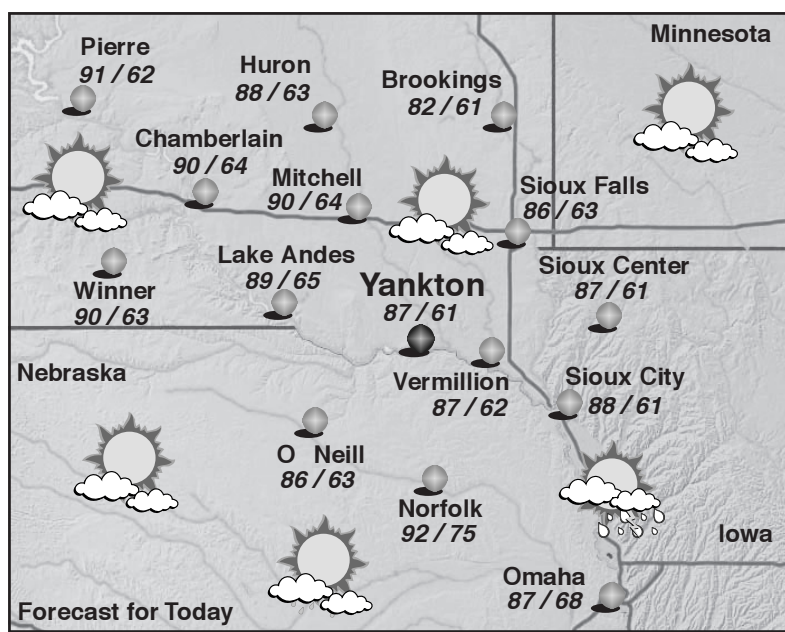 Minnesota
Pierre
91 / 62
Huron
88 / 63
Brookings
82 / 61
Chamberlain
90 / 64
Mitchell
90 / 64
Sioux Falls
86 / 63
Lake Andes
89 / 65
Yankton
87 / 61
Sioux Center
87 / 61
Winner
90 / 63
Nebraska
Vermillion
87 / 62
Sioux City
88 / 61
O Neill
86 / 63
Norfolk
92 / 75
Iowa
Omaha
87 / 68
Forecast for Today